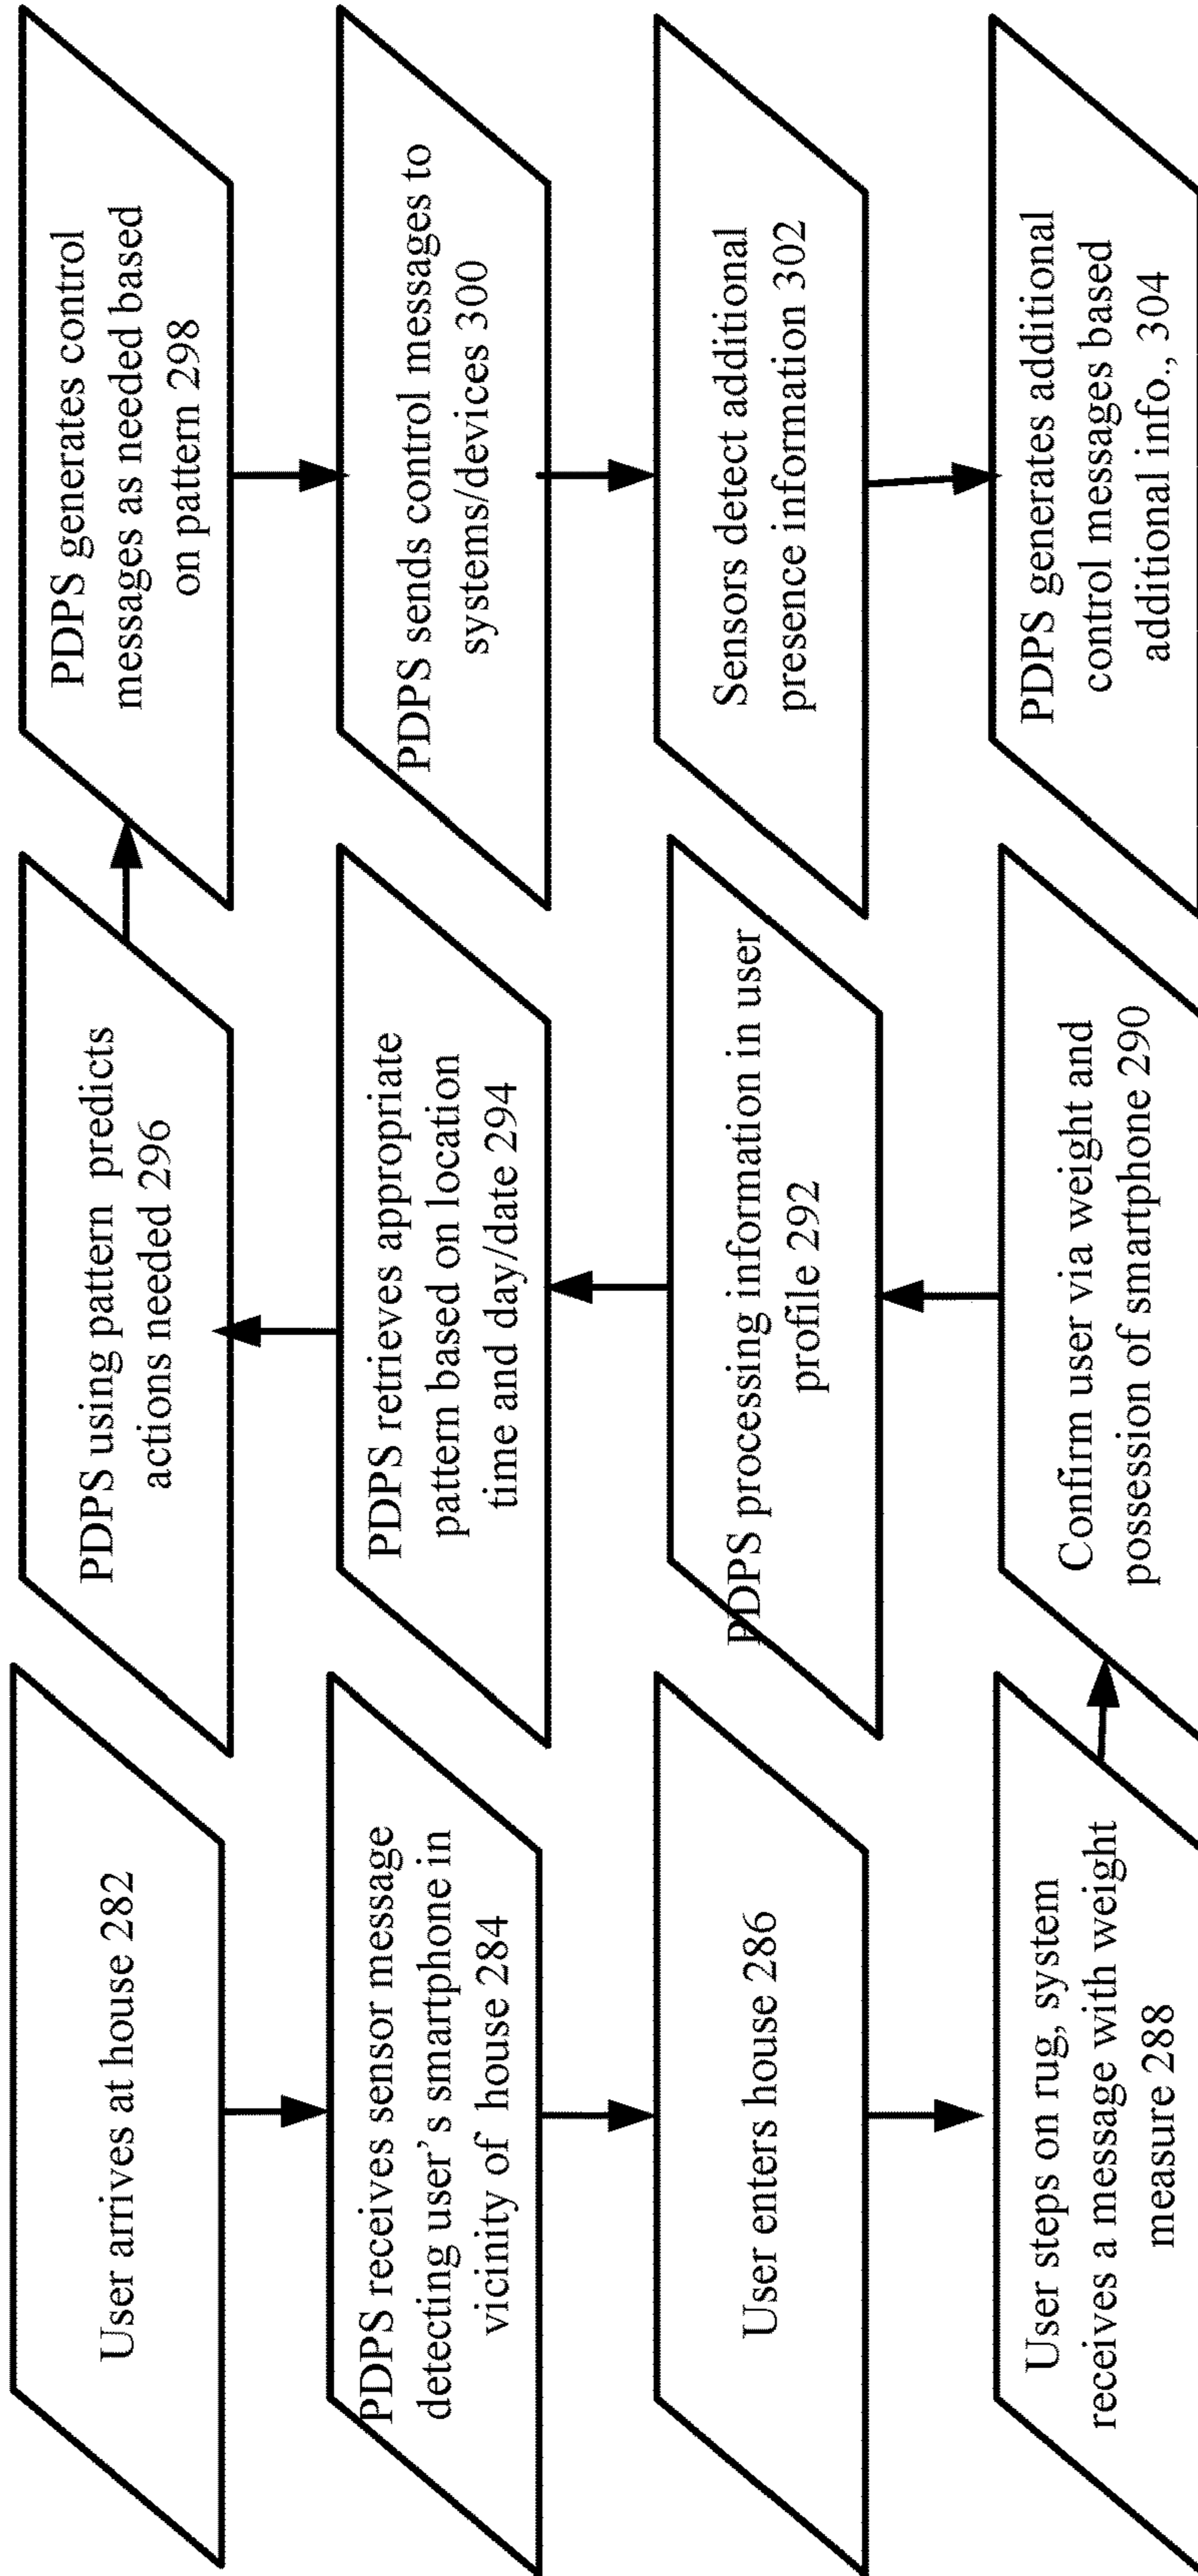 User arrives at house 282
PDPS receives sensor message
detecting user's smartphone in
vicinity of house 284
User enters house 286
User steps on rug, system
receives a message with weight
measure 288
Confirm user via weight and
possession of smartphone 290
PDPS processing information in user
profile 292
PDPS retrieves appropriate
pattern based on location
time and day/date 294
PDPS using pattern predicts
actions needed 296
PDPS generates control
messages as needed based
on pattern 298
PDPS sends control messages to
systems/devices 300
Sensors detect additional
presence information 302
PDPS generates additional
control messages based
additional info., 304